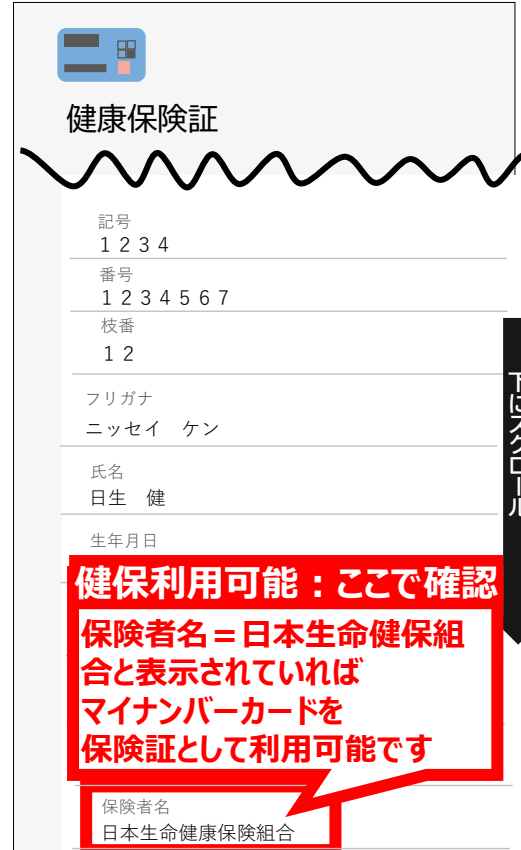 健康保険証
記号
１２３４
番号
１２３４５６７
枝番
１２
フリガナ
ニッセイ　ケン
氏名
日生　健
生年月日
健保利用可能：ここで確認
保険者名＝日本生命健保組
合と表示されていれば
マイナンバーカードを
保険証として利用可能です
保険者名
日本生命健康保険組合
下にスクロール